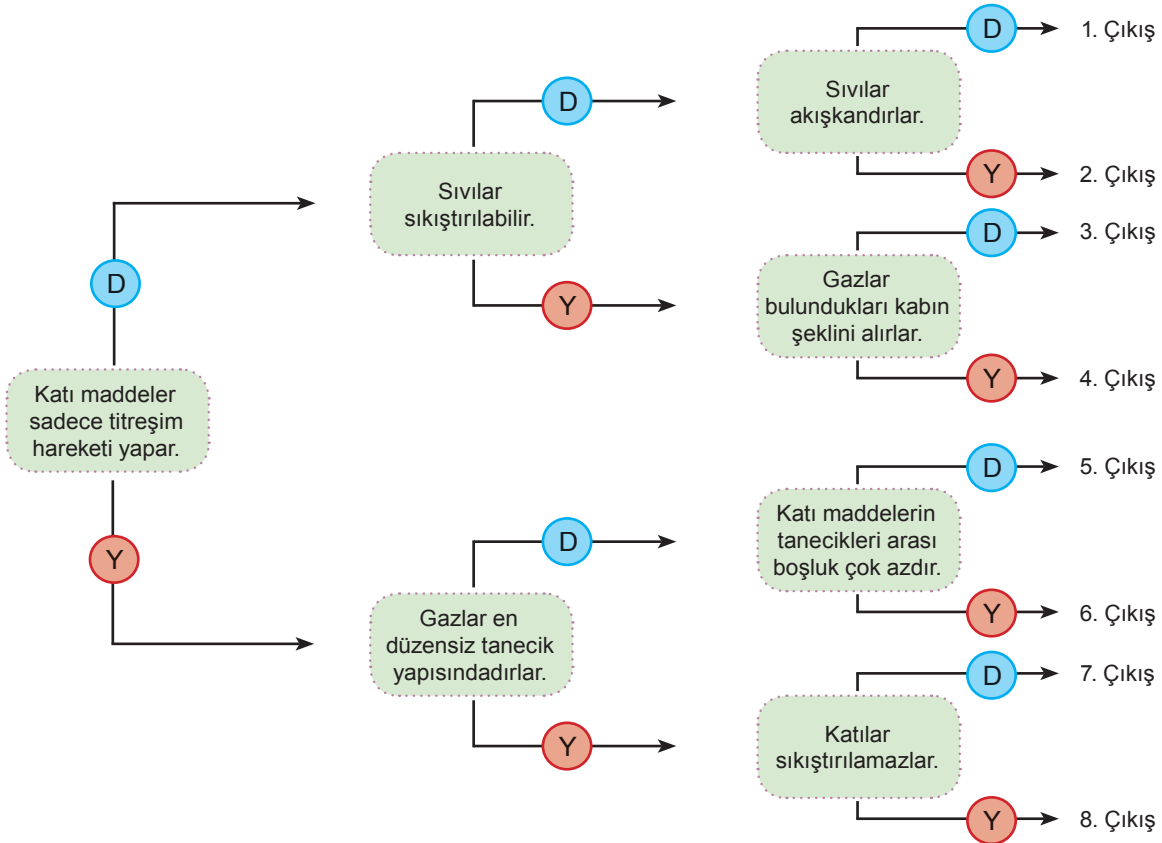 D
1. Çıkış
Sıvılar
akışkandırlar.
D
Y
2. Çıkış
Sıvılar
sıkıştırılabilir.
D
3. Çıkış
D
Gazlar
bulundukları kabın
şeklini alırlar.
Y
Y
4. Çıkış
Katı maddeler
sadece titreşim
hareketi yapar.
D
5. Çıkış
Katı maddelerin
tanecikleri arası
boşluk çok azdır.
D
Y
Y
6. Çıkış
Gazlar en
düzensiz tanecik
yapısındadırlar.
D
7. Çıkış
Y
Katılar
sıkıştırılamazlar.
Y
8. Çıkış